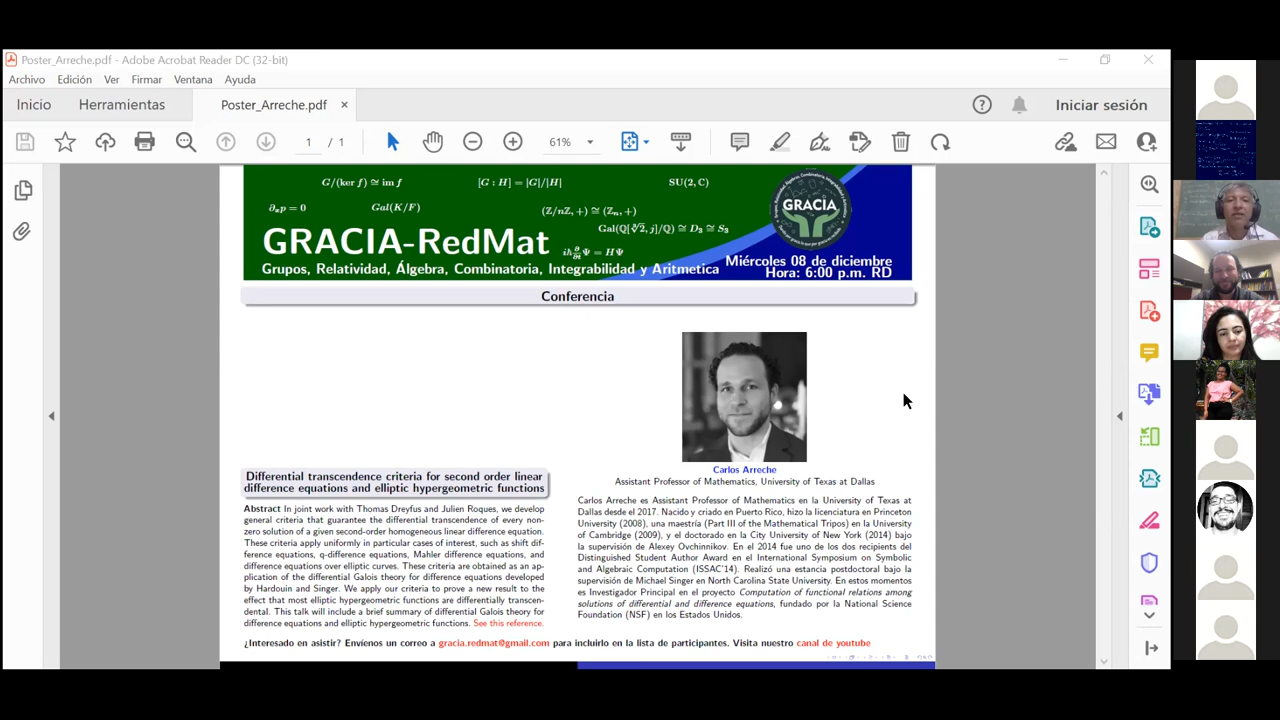 Poster_Arreche.pdf - Adobe Acrobat Reader DC (32-bit)
Archivo Edición Ver Firmar Ventana Ayuda
Inicio Herramientas Poster_Arreche.pdf × Iniciar sesión
1 / 1 61%
G/(ker f) ≅ im f [G : H] = |G|/|H| SU(2, ℂ)
∂ₓp = 0 Gal(K/F) (ℤ/nℤ, +) ≅ (ℤₙ, +)
Gal(ℚ[∛2, j]/ℚ) ≅ D₃ ≅ S₃
iħ ∂/∂t Ψ = HΨ
GRACIA
GRACIA-RedMat
Grupos, Relatividad, Álgebra, Combinatoria, Integrabilidad y Aritmetica
Miércoles 08 de diciembre
Hora: 6:00 p.m. RD
Conferencia
Differential transcendence criteria for second order linear
difference equations and elliptic hypergeometric functions
Abstract In joint work with Thomas Dreyfus and Julien Roques, we develop
general criteria that guarantee the differential transcendence of every non-
zero solution of a given second-order homogeneous linear difference equation.
These criteria apply uniformly in particular cases of interest, such as shift dif-
ference equations, q-difference equations, Mahler difference equations, and
difference equations over elliptic curves. These criteria are obtained as an ap-
plication of the differential Galois theory for difference equations developed
by Hardouin and Singer. We apply our criteria to prove a new result to the
effect that most elliptic hypergeometric functions are differentially transcen-
dental. This talk will include a brief summary of differential Galois theory for
difference equations and elliptic hypergeometric functions. See this reference.
Carlos Arreche
Assistant Professor of Mathematics, University of Texas at Dallas
Carlos Arreche es Assistant Professor of Mathematics en la University of Texas at
Dallas desde el 2017. Nacido y criado en Puerto Rico, hizo la licenciatura en Princeton
University (2008), una maestría (Part III of the Mathematical Tripos) en la University
of Cambridge (2009), y el doctorado en la City University of New York (2014) bajo
la supervisión de Alexey Ovchinnikov. En el 2014 fue uno de los dos recipients del
Distinguished Student Author Award en el International Symposium on Symbolic
and Algebraic Computation (ISSAC'14). Realizó una estancia postdoctoral bajo la
supervisión de Michael Singer en North Carolina State University. En estos momentos
es Investigador Principal en el proyecto Computation of functional relations among
solutions of differential and difference equations, fundado por la National Science
Foundation (NSF) en los Estados Unidos.
¿Interesado en asistir? Envíenos un correo a gracia.redmat@gmail.com para incluirlo en la lista de participantes. Visita nuestro canal de youtube